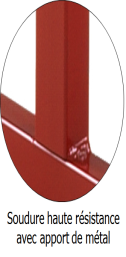 Soudure haute résistance
avec apport de métal